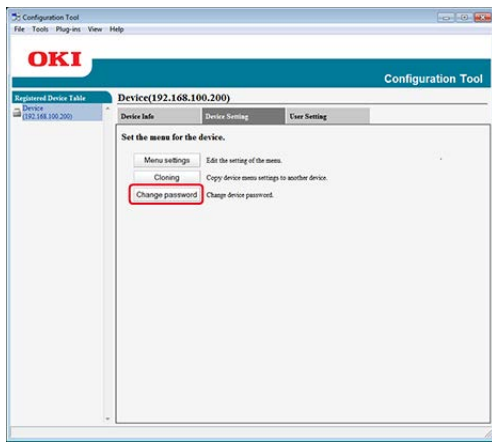 Configuration Tool
File Tools Plug-ins View Help
OKI
Configuration Tool
Registered Device Table
Device
(192.168.100.200)
Device(192.168.100.200)
Device Info Device Setting User Setting
Set the menu for the device.
Menu settings Edit the setting of the menu.
Cloning Copy device menu settings to another device.
Change password Change device password.